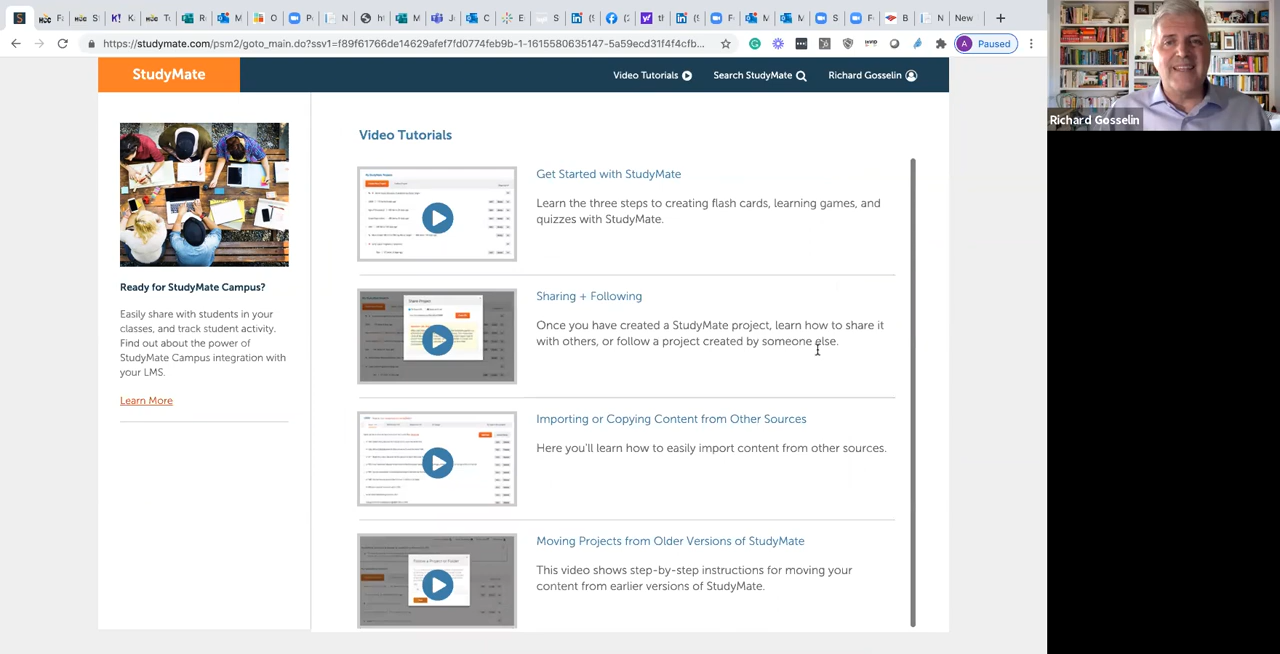 New
https://studymate.com/psm2/goto_main.do?ssv1=f89f6179dde14629afef7fd0774feb9b-1-1615580635147-5a59ecd31f4f4cfb...
A Paused
StudyMate
Video Tutorials
Search StudyMate
Richard Gosselin
Richard Gosselin
Video Tutorials
Get Started with StudyMate
Learn the three steps to creating flash cards, learning games, and
quizzes with StudyMate.
Ready for StudyMate Campus?
Easily share with students in your
classes, and track student activity.
Find out about the power of
StudyMate Campus integration with
your LMS.
Learn More
Sharing + Following
Once you have created a StudyMate project, learn how to share it
with others, or follow a project created by someone else.
Importing or Copying Content from Other Sources
Here you'll learn how to easily import content from other sources.
Moving Projects from Older Versions of StudyMate
This video shows step-by-step instructions for moving your
content from earlier versions of StudyMate.